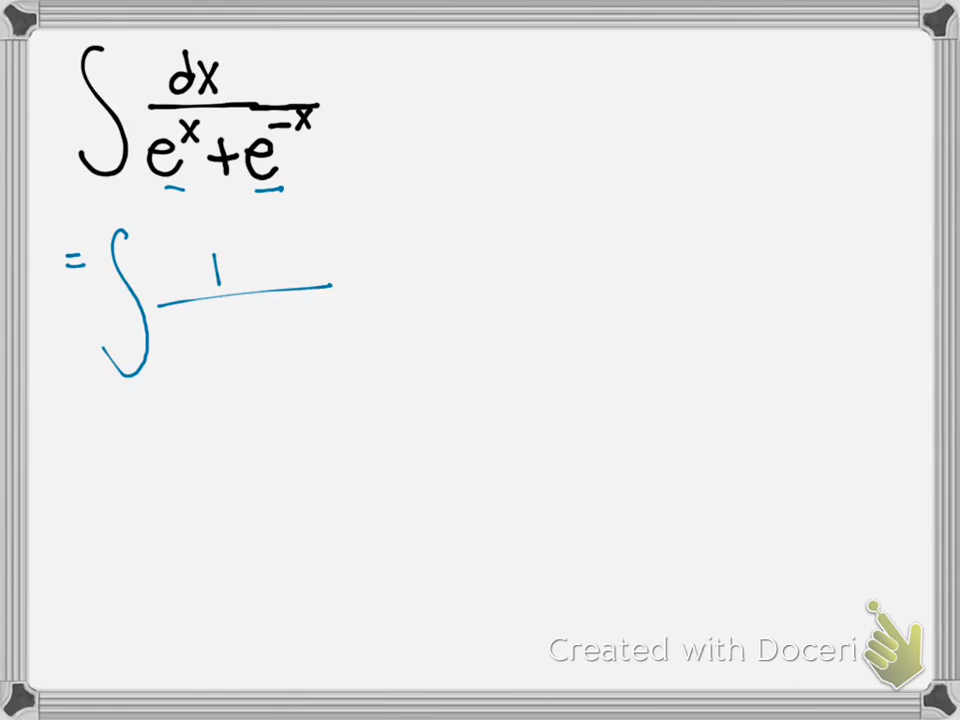 ∫ dx / (e^x + e^-x)
= ∫ 1 /
Created with Doceri